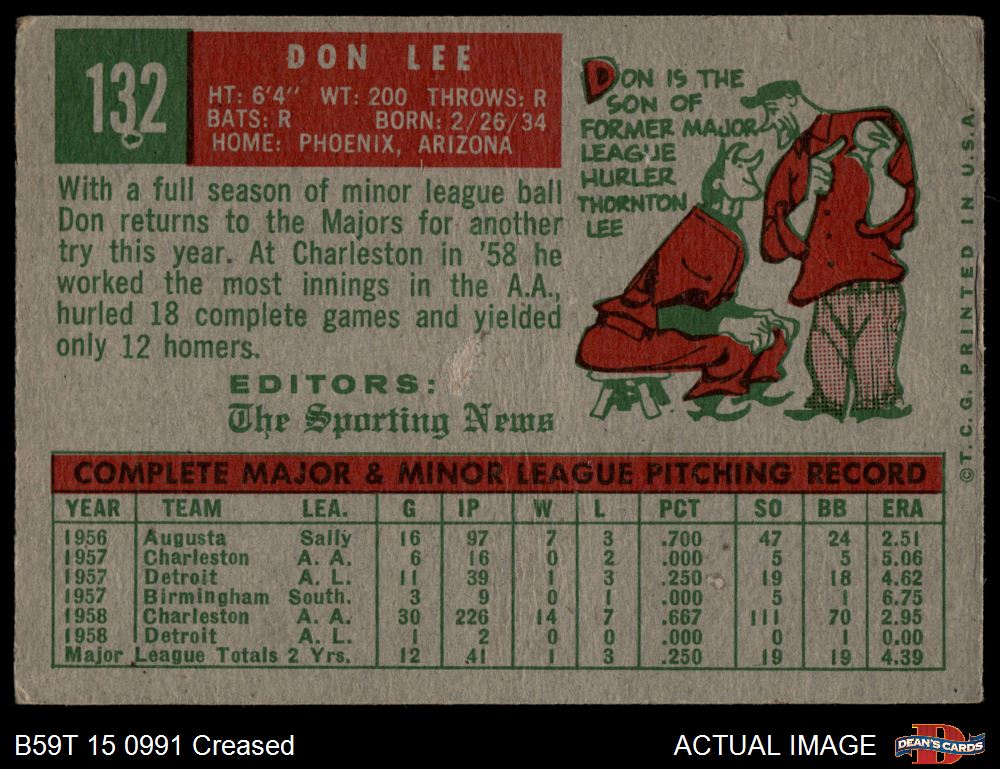 132
DON LEE
HT: 6'4" WT: 200 THROWS: R
BATS: R BORN: 2/26/34
HOME: PHOENIX, ARIZONA
With a full season of minor league ball
Don returns to the Majors for another
try this year. At Charleston in '58 he
worked the most innings in the A.A.,
hurled 18 complete games and yielded
only 12 homers.
EDITORS:
The Sporting News
DON IS THE
SON OF
FORMER MAJOR
LEAGUE
HURLER
THORNTON
LEE
©T.C.G. PRINTED IN U.S.A.
COMPLETE MAJOR & MINOR LEAGUE PITCHING RECORD
YEAR TEAM LEA. G IP W L PCT SO BB ERA
1956 Augusta Sally 16 97 7 3 .700 47 24 2.51
1957 Charleston A. A. 6 16 0 2 .000 5 5 5.06
1957 Detroit A. L. 11 39 1 3 .250 19 18 4.62
1957 Birmingham South. 3 9 0 1 .000 5 1 6.75
1958 Charleston A. A. 30 226 14 7 .667 111 70 2.95
1958 Detroit A. L. 1 2 0 0 .000 0 1 0.00
Major League Totals 2 Yrs. 12 41 1 3 .250 19 19 4.39
B59T 15 0991 Creased
ACTUAL IMAGE
DEAN'S CARDS